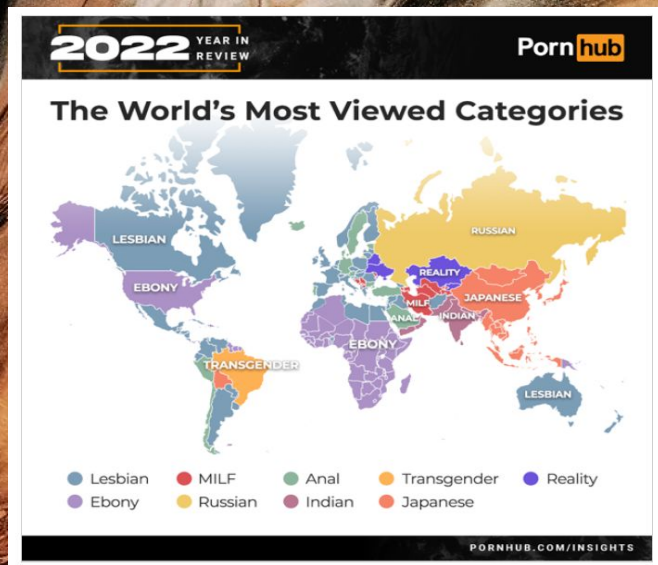 2022 YEAR IN
REVIEW
Pornhub
The World's Most Viewed Categories
LESBIAN
RUSSIAN
EBONY
REALITY
JAPANESE
MILF
INDIAN
ANAL
EBONY
TRANSGENDER
LESBIAN
Lesbian MILF Anal Transgender Reality
Ebony Russian Indian Japanese
PORNHUB.COM/INSIGHTS